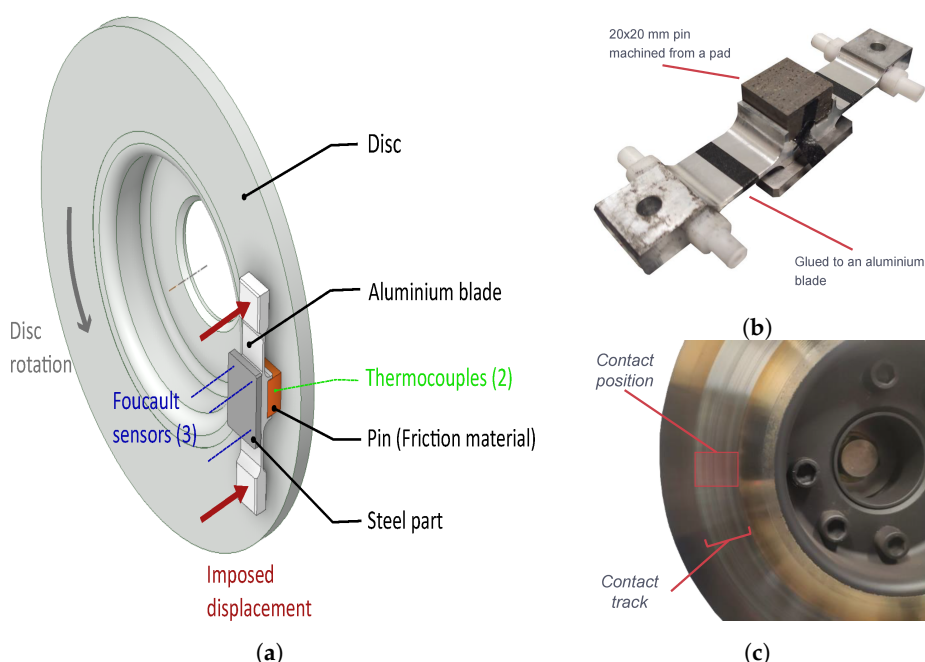 Disc
Aluminium blade
Disc
rotation
Foucault
sensors (3)
Thermocouples (2)
Pin (Friction material)
Steel part
Imposed
displacement
(a)
20x20 mm pin
machined from a pad
Glued to an aluminium
blade
(b)
Contact
position
Contact
track
(c)